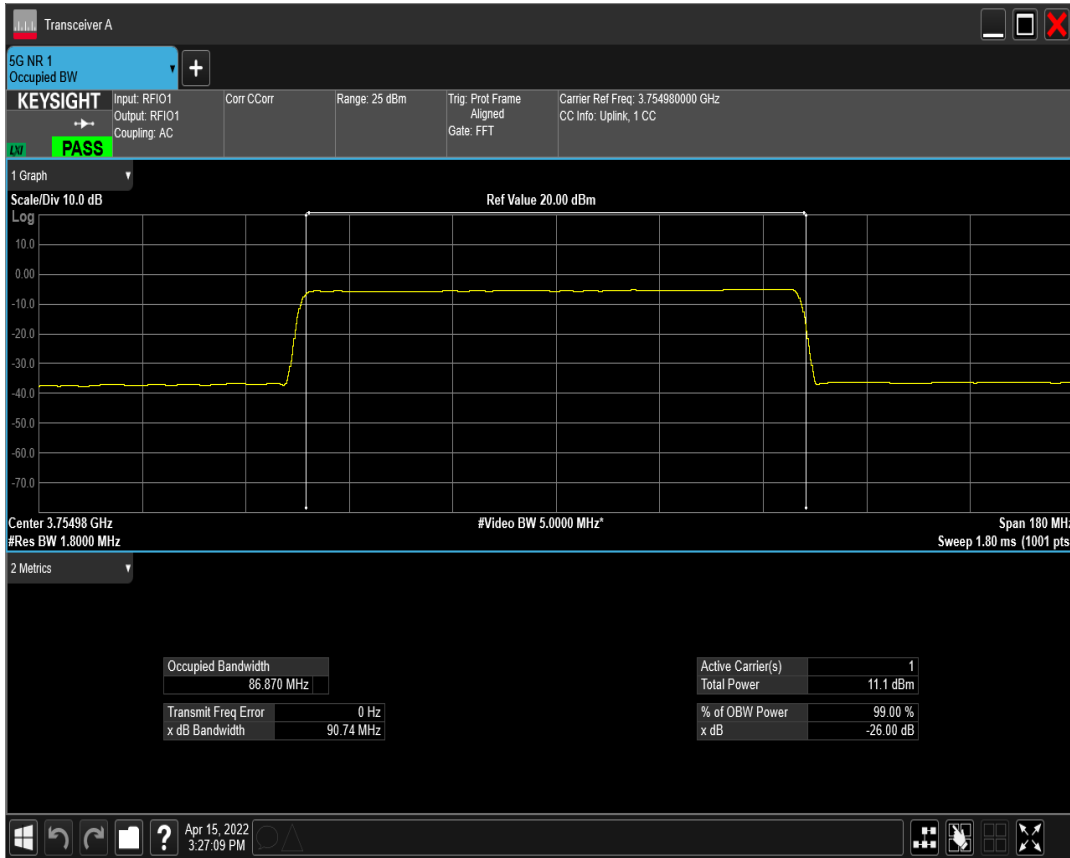 Transceiver A
5G NR 1
Occupied BW
+
KEYSIGHT
LXI
PASS
Input: RFIO1
Output: RFIO1
Coupling: AC
Corr CCorr
Range: 25 dBm
Trig: Prot Frame
Aligned
Gate: FFT
Carrier Ref Freq: 3.754980000 GHz
CC Info: Uplink, 1 CC
1 Graph
Scale/Div 10.0 dB
Ref Value 20.00 dBm
Log
10.0
0.00
-10.0
-20.0
-30.0
-40.0
-50.0
-60.0
-70.0
Center 3.75498 GHz
#Video BW 5.0000 MHz*
Span 180 MHz
#Res BW 1.8000 MHz
Sweep 1.80 ms (1001 pts
2 Metrics
Occupied Bandwidth
86.870 MHz
Transmit Freq Error 0 Hz
x dB Bandwidth 90.74 MHz
Active Carrier(s) 1
Total Power 11.1 dBm
% of OBW Power 99.00 %
x dB -26.00 dB
?
Apr 15, 2022
3:27:09 PM